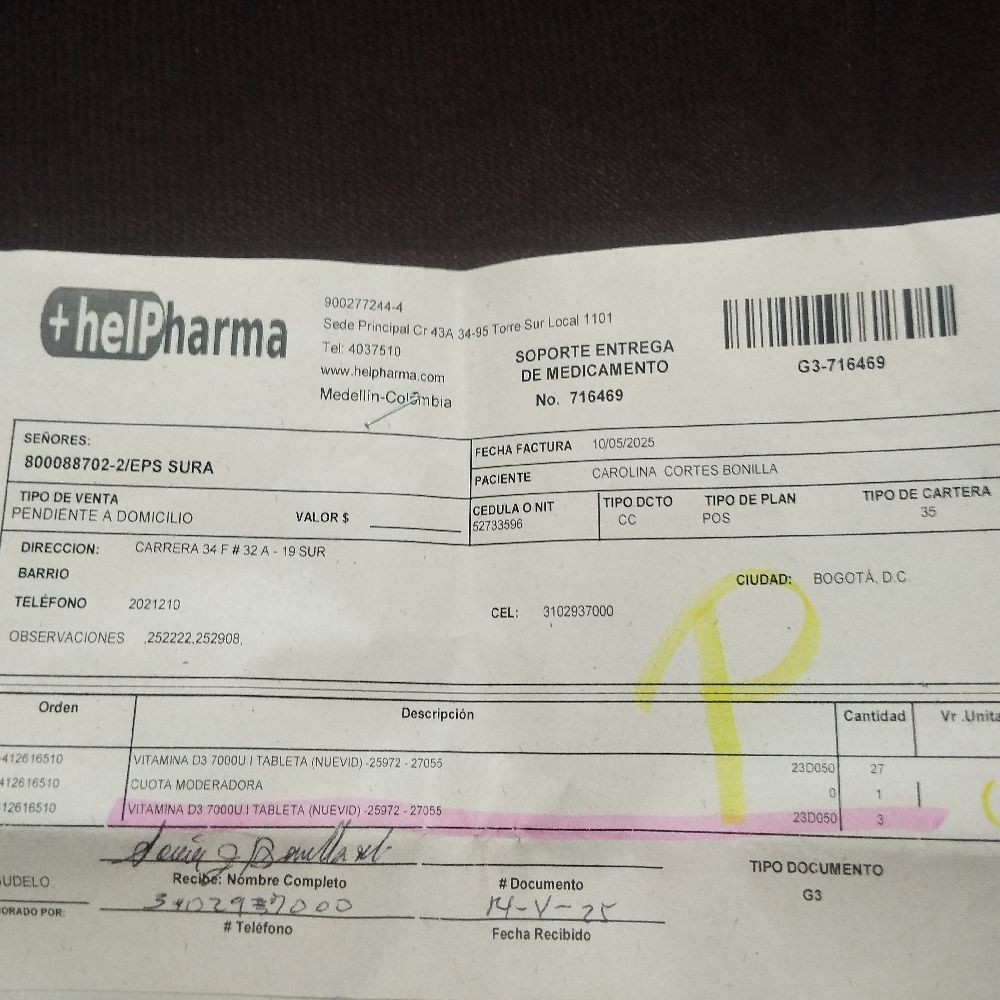 +helPharma
900277244-4
Sede Principal Cr 43A 34-95 Torre Sur Local 1101
Tel: 4037510
www.helpharma.com
Medellín-Colombia
SOPORTE ENTREGA
DE MEDICAMENTO
No. 716469
G3-716469
SEÑORES:
800088702-2/EPS SURA
FECHA FACTURA 10/05/2025
PACIENTE CAROLINA CORTES BONILLA
TIPO DE VENTA
PENDIENTE A DOMICILIO VALOR $
CEDULA O NIT
52733596
TIPO DCTO
CC
TIPO DE PLAN
POS
TIPO DE CARTERA
35
DIRECCION: CARRERA 34 F # 32 A - 19 SUR
BARRIO
CIUDAD: BOGOTÁ, D.C.
TELÉFONO 2021210
CEL: 3102937000
OBSERVACIONES ,252222,252908,
P
Orden Descripción Cantidad Vr .Unita
-412616510 VITAMINA D3 7000U.I TABLETA (NUEVID) -25972 - 27055 23D050 27
412616510 CUOTA MODERADORA 0 1
12616510 VITAMINA D3 7000U.I TABLETA (NUEVID) -25972 - 27055 23D050 3
UDELO
Recibe: Nombre Completo
# Documento
TIPO DOCUMENTO
G3
ORADO POR:
3102937000
# Teléfono
14-V-25
Fecha Recibido